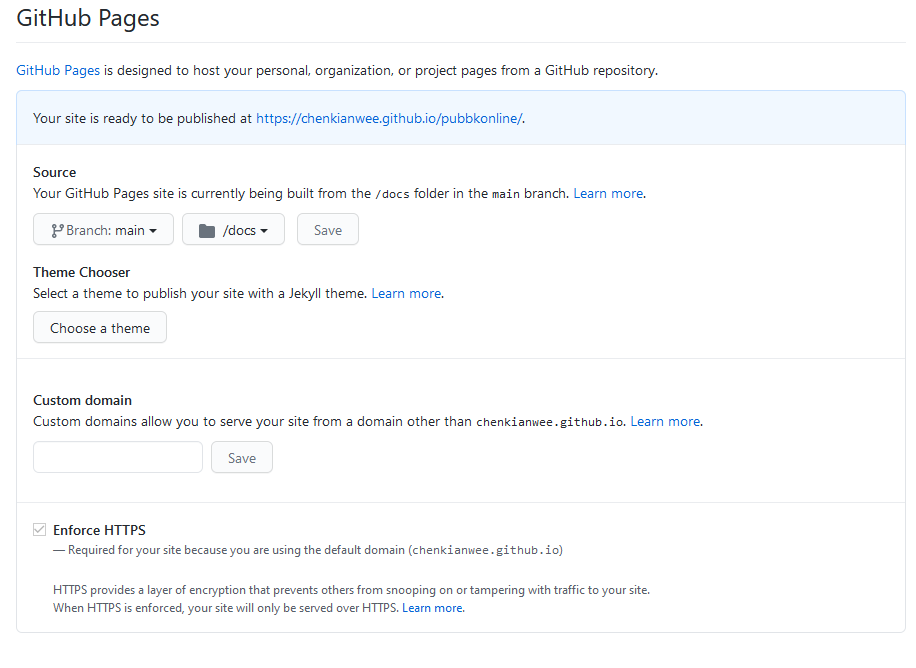 GitHub Pages
GitHub Pages is designed to host your personal, organization, or project pages from a GitHub repository.
Your site is ready to be published at https://chenkianwee.github.io/pubbkonline/.
Source
Your GitHub Pages site is currently being built from the /docs folder in the main branch. Learn more.
Branch: main /docs Save
Theme Chooser
Select a theme to publish your site with a Jekyll theme. Learn more.
Choose a theme
Custom domain
Custom domains allow you to serve your site from a domain other than chenkianwee.github.io. Learn more.
Save
Enforce HTTPS
— Required for your site because you are using the default domain (chenkianwee.github.io)
HTTPS provides a layer of encryption that prevents others from snooping on or tampering with traffic to your site.
When HTTPS is enforced, your site will only be served over HTTPS. Learn more.